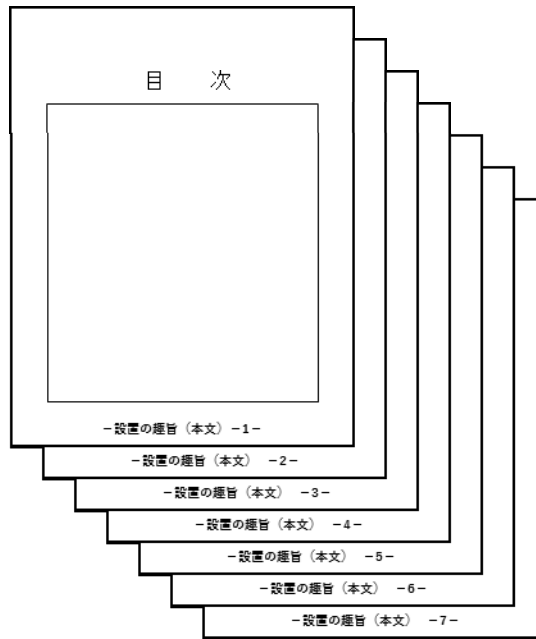 目　　次
－設置の趣旨（本文）－1－
－設置の趣旨（本文）　－2－
－設置の趣旨（本文）　－3－
－設置の趣旨（本文）　－4－
－設置の趣旨（本文）　－5－
－設置の趣旨（本文）　－6－
－設置の趣旨（本文）　－7－